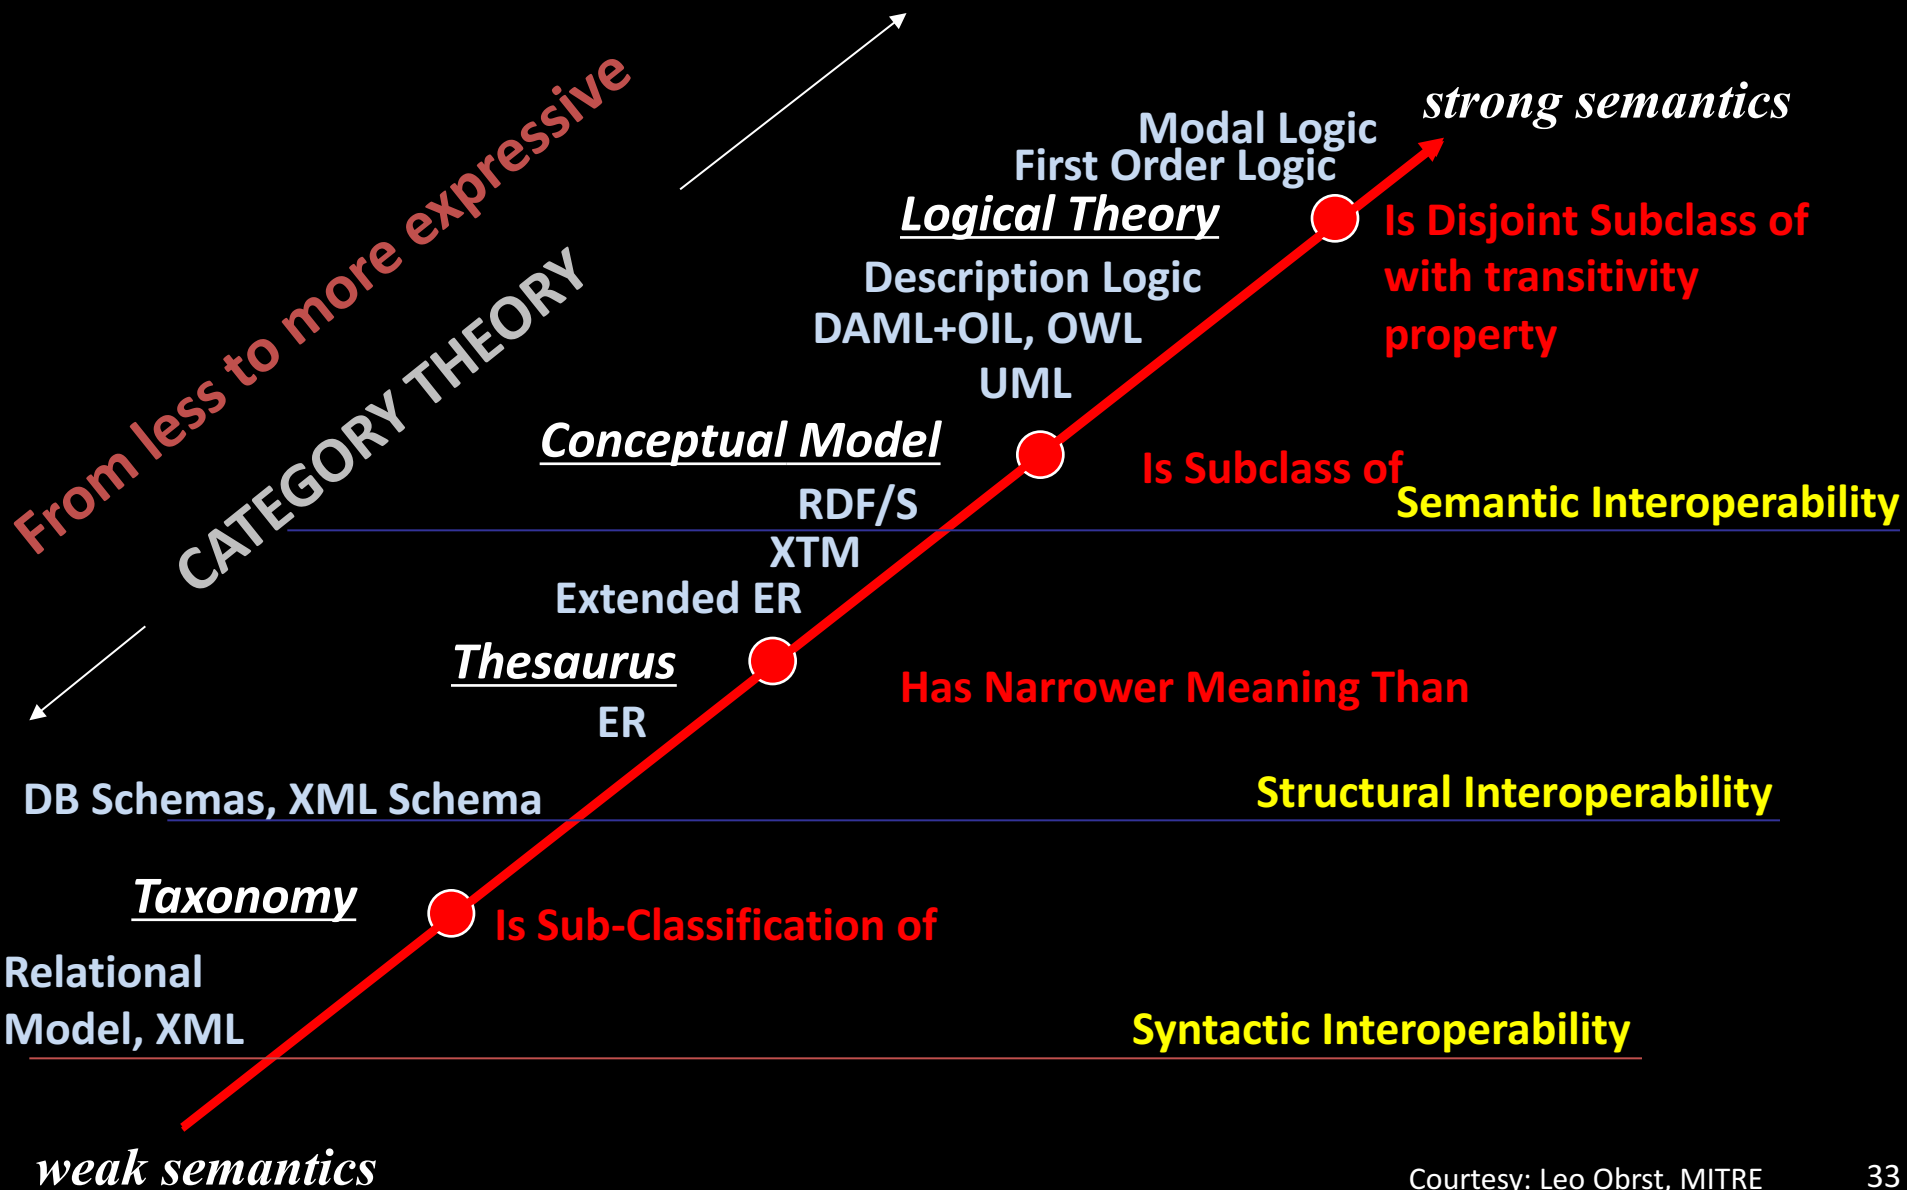 strong semantics
Modal Logic
First Order Logic
From less to more expressive
Logical Theory
Is Disjoint Subclass of
with transitivity
property
Description Logic
DAML+OIL, OWL
UML
CATEGORY THEORY
Conceptual Model
Is Subclass of
RDF/S
Semantic Interoperability
XTM
Extended ER
Thesaurus
Has Narrower Meaning Than
ER
DB Schemas, XML Schema
Structural Interoperability
Taxonomy
Is Sub-Classification of
Relational
Model, XML
Syntactic Interoperability
weak semantics
Courtesy: Leo Obrst, MITRE
33